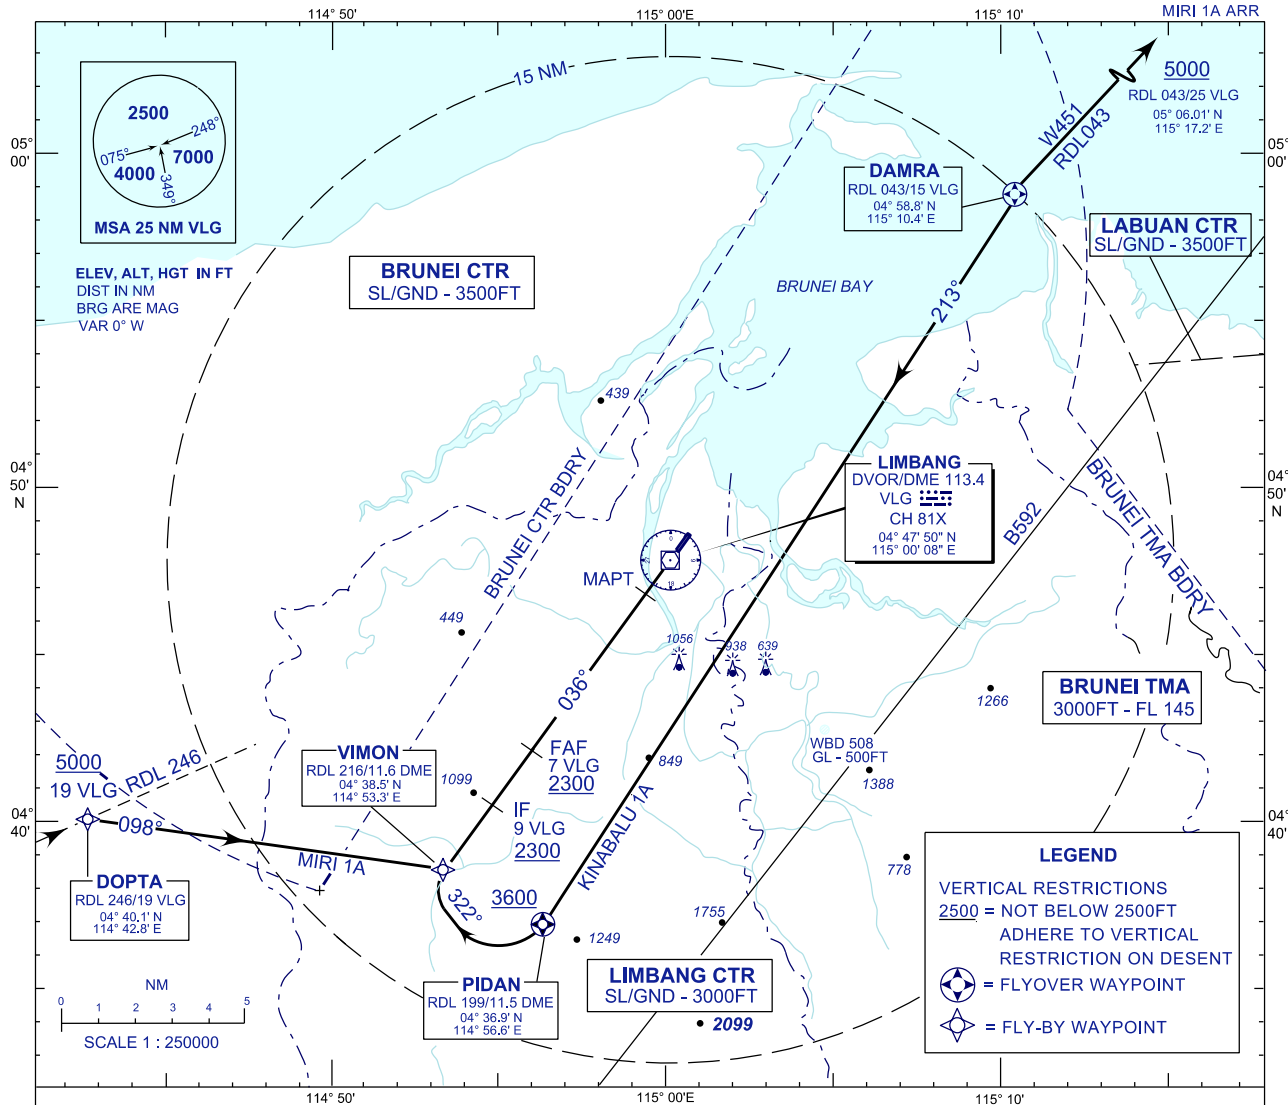 114° 50'
115° 00'E
115° 10'
MIRI 1A ARR
2500
248°
075°
7000
4000
349°
MSA 25 NM VLG
ELEV, ALT, HGT IN FT
DIST IN NM
BRG ARE MAG
VAR 0° W
15 NM
BRUNEI CTR
SL/GND - 3500FT
5000
RDL 043/25 VLG
05° 06.01' N
115° 17.2' E
W451
RDL043
05°
00'
05°
00'
DAMRA
RDL 043/15 VLG
04° 58.8' N
115° 10.4' E
LABUAN CTR
SL/GND - 3500FT
BRUNEI BAY
213°
439
04°
50'
N
04°
50'
N
LIMBANG
DVOR/DME 113.4
VLG
CH 81X
04° 47' 50" N
115° 00' 08" E
BRUNEI CTR BDRY
B592
BRUNEI TMA BDRY
0
18
MAPT
449
1056
938
639
036°
1266
BRUNEI TMA
3000FT - FL 145
VIMON
RDL 216/11.6 DME
04° 38.5' N
114° 53.3' E
FAF
7 VLG
2300
849
WBD 508
GL - 500FT
1388
5000
19 VLG
RDL 246
1099
IF
9 VLG
2300
04°
40'
04°
40'
098°
MIRI 1A
KINABALU 1A
778
DOPTA
RDL 246/19 VLG
04° 40.1' N
114° 42.8' E
322°
3600
1249
1755
PIDAN
RDL 199/11.5 DME
04° 36.9' N
114° 56.6' E
LIMBANG CTR
SL/GND - 3000FT
2099
NM
0 1 2 3 4 5
SCALE 1 : 250000
LEGEND
VERTICAL RESTRICTIONS
2500 = NOT BELOW 2500FT
ADHERE TO VERTICAL
RESTRICTION ON DESENT
= FLYOVER WAYPOINT
= FLY-BY WAYPOINT
114° 50'
115° 00'E
115° 10'